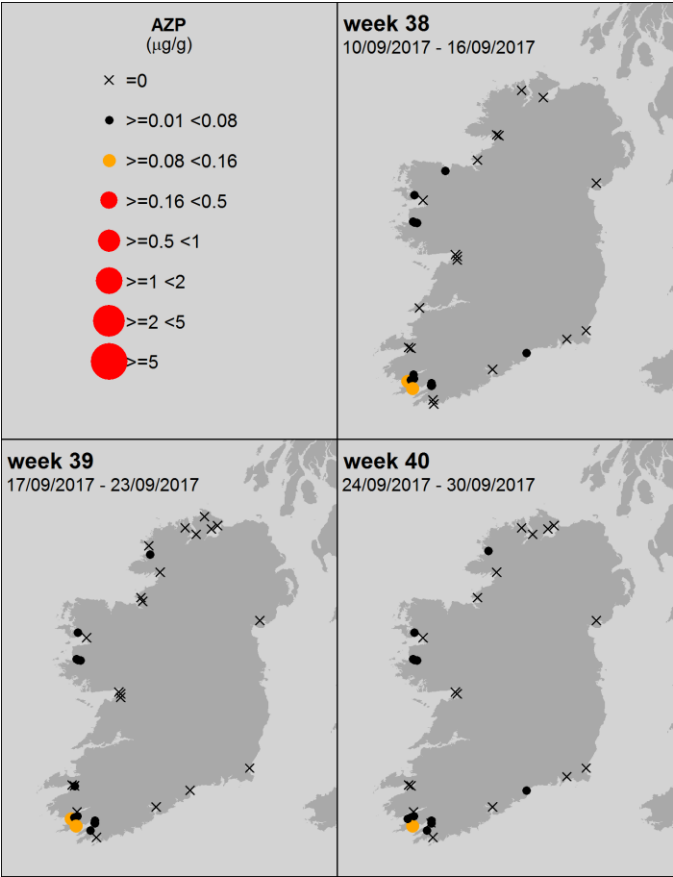 AZP
(µg/g)
=0
>=0.01 <0.08
>=0.08 <0.16
>=0.16 <0.5
>=0.5 <1
>=1 <2
>=2 <5
>=5
week 38
10/09/2017 - 16/09/2017
week 39
17/09/2017 - 23/09/2017
week 40
24/09/2017 - 30/09/2017